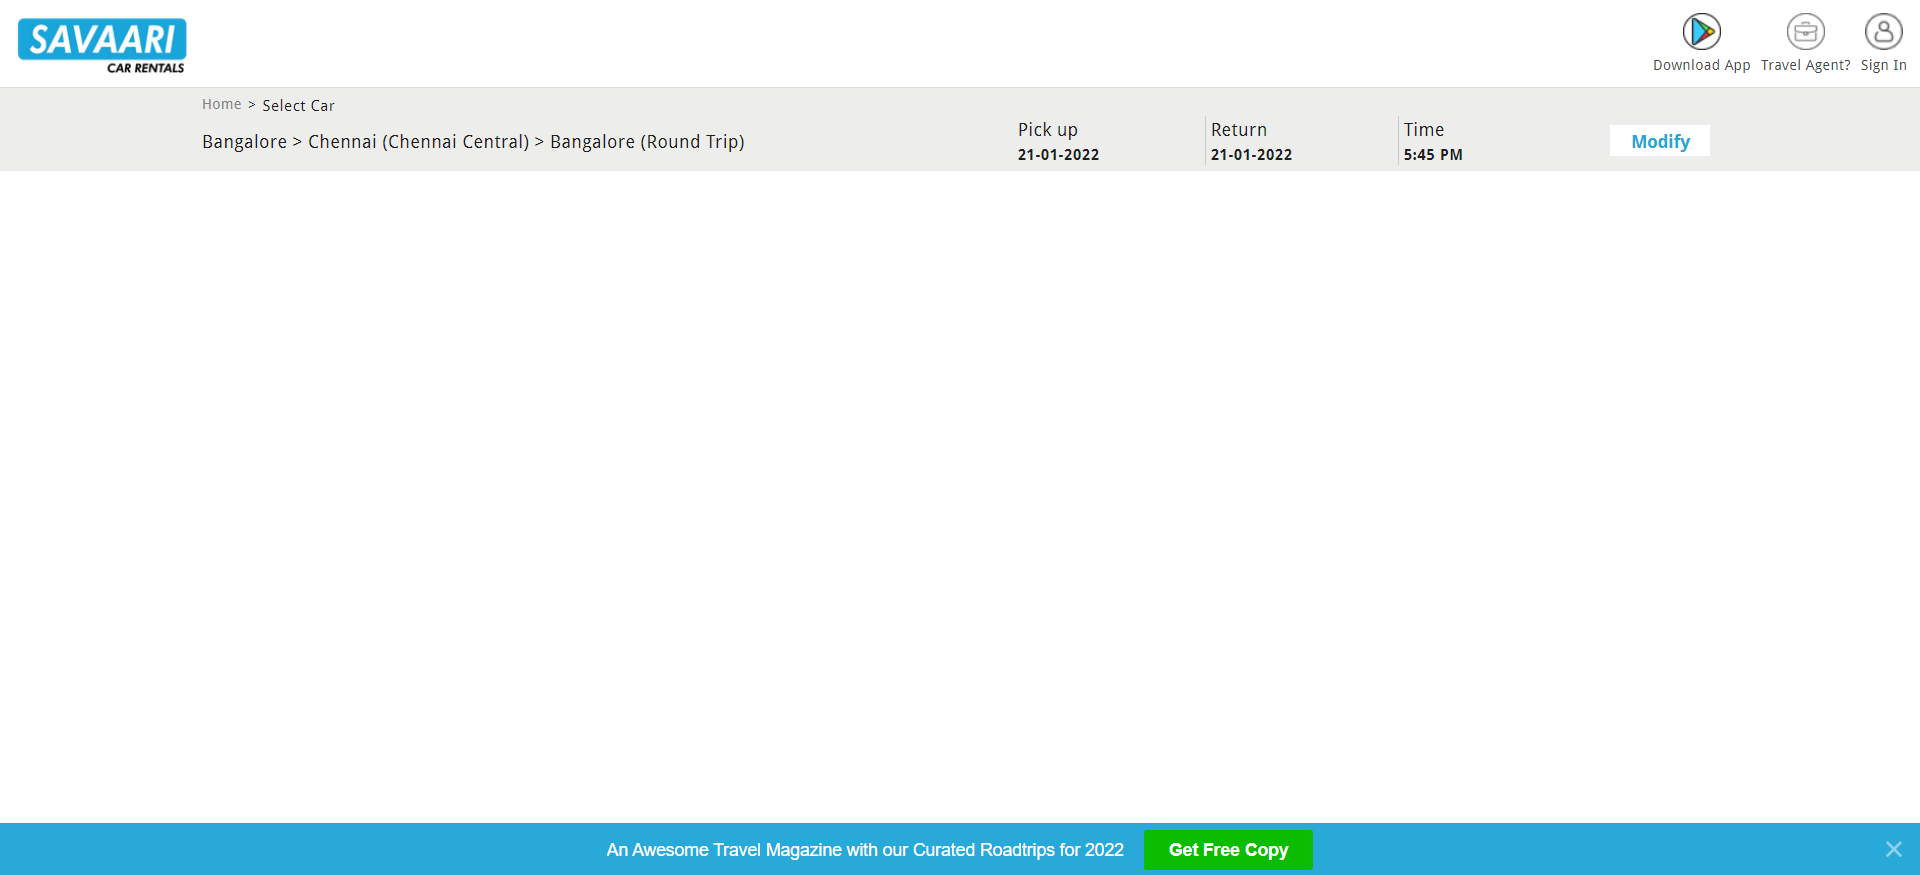 SAVAARI
CAR RENTALS
Download App
Travel Agent?
Sign In
Home > Select Car
Bangalore > Chennai (Chennai Central) > Bangalore (Round Trip)
Pick up
21-01-2022
Return
21-01-2022
Time
5:45 PM
Modify
An Awesome Travel Magazine with our Curated Roadtrips for 2022
Get Free Copy